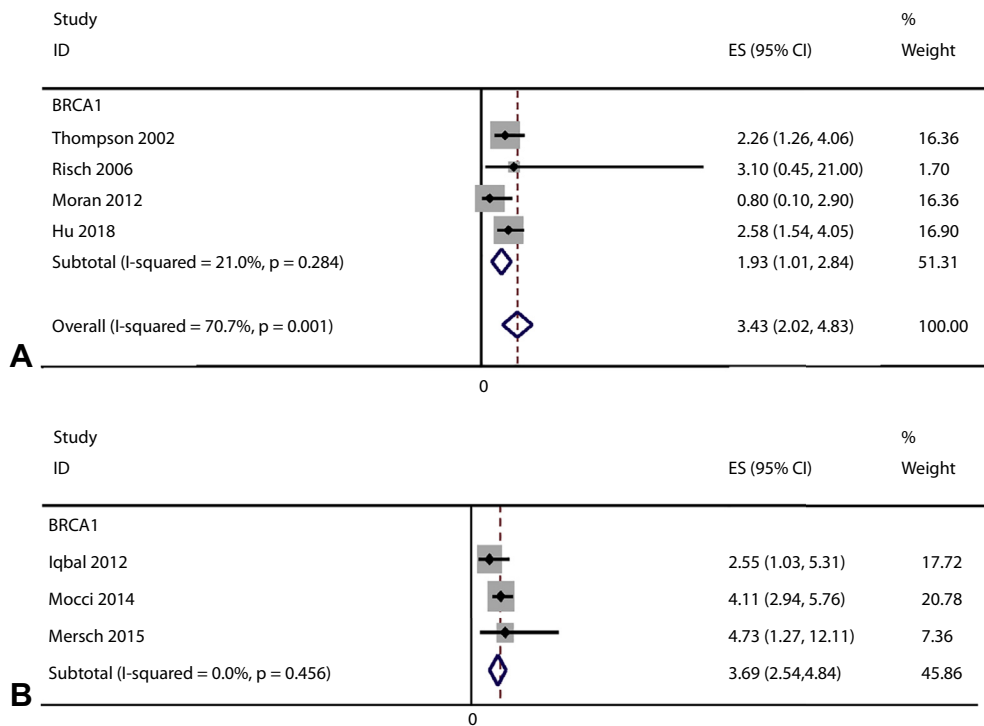 Study %
ID ES (95% CI) Weight
BRCA1
Thompson 2002 2.26 (1.26, 4.06) 16.36
Risch 2006 3.10 (0.45, 21.00) 1.70
Moran 2012 0.80 (0.10, 2.90) 16.36
Hu 2018 2.58 (1.54, 4.05) 16.90
Subtotal (I-squared = 21.0%, p = 0.284) 1.93 (1.01, 2.84) 51.31
Overall (I-squared = 70.7%, p = 0.001) 3.43 (2.02, 4.83) 100.00
A
0
Study %
ID ES (95% CI) Weight
BRCA1
Iqbal 2012 2.55 (1.03, 5.31) 17.72
Mocci 2014 4.11 (2.94, 5.76) 20.78
Mersch 2015 4.73 (1.27, 12.11) 7.36
Subtotal (I-squared = 0.0%, p = 0.456) 3.69 (2.54,4.84) 45.86
B
0